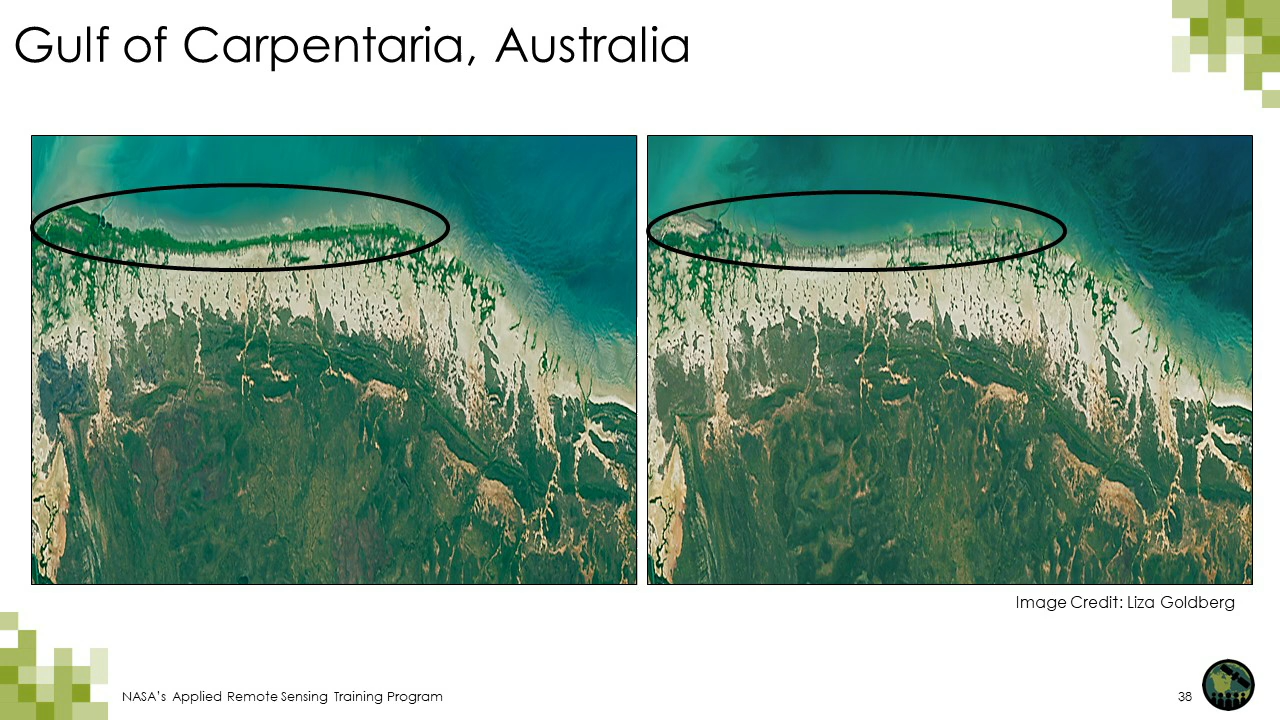 Gulf of Carpentaria, Australia
Image Credit: Liza Goldberg
NASA's Applied Remote Sensing Training Program
38